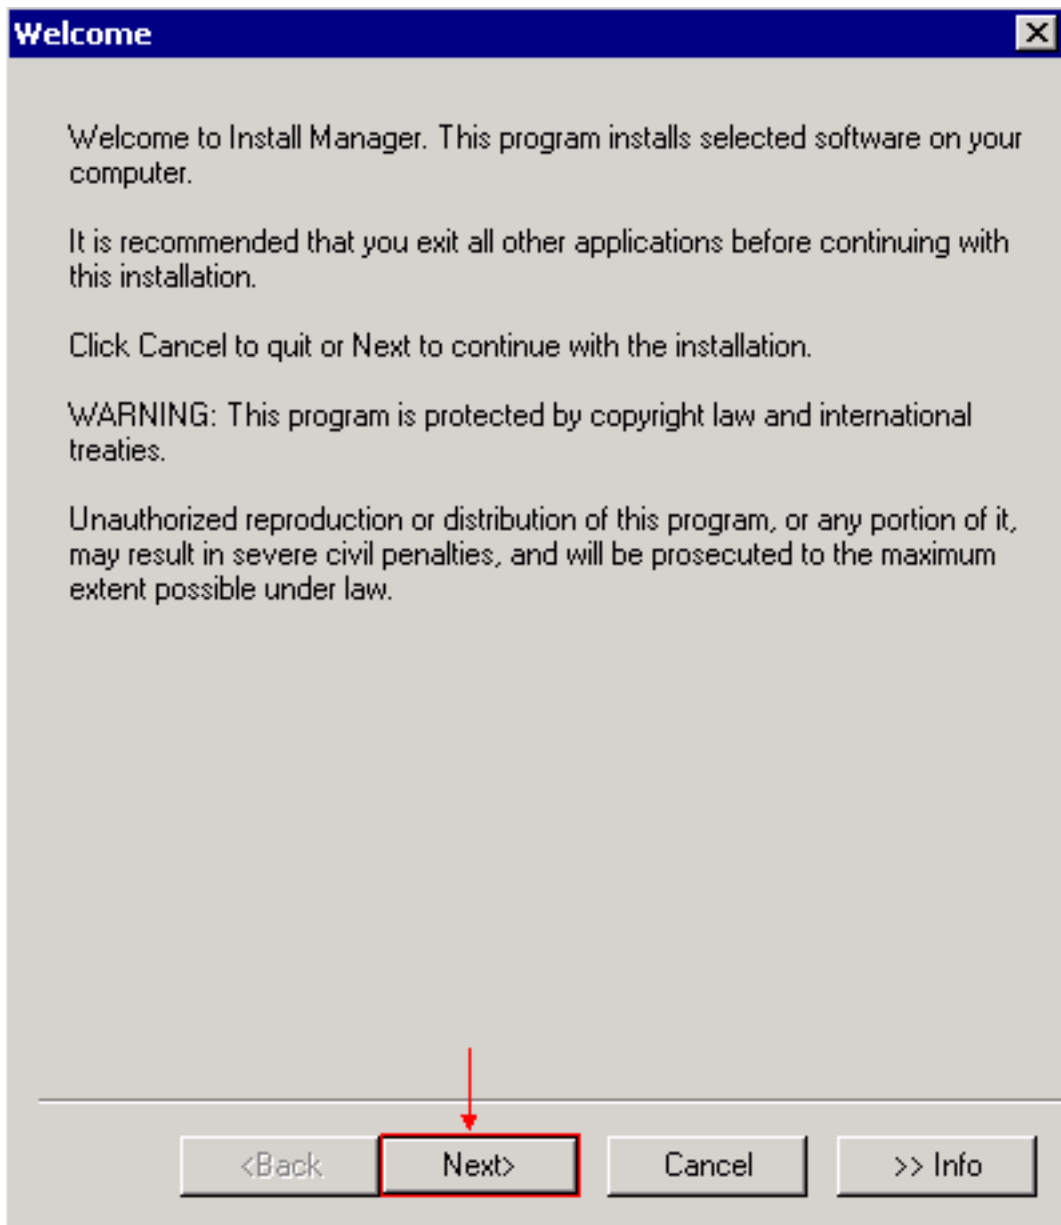 Welcome
Welcome to Install Manager. This program installs selected software on your
computer.
It is recommended that you exit all other applications before continuing with
this installation.
Click Cancel to quit or Next to continue with the installation.
WARNING: This program is protected by copyright law and international
treaties.
Unauthorized reproduction or distribution of this program, or any portion of it,
may result in severe civil penalties, and will be prosecuted to the maximum
extent possible under law.
<Back Next> Cancel >> Info